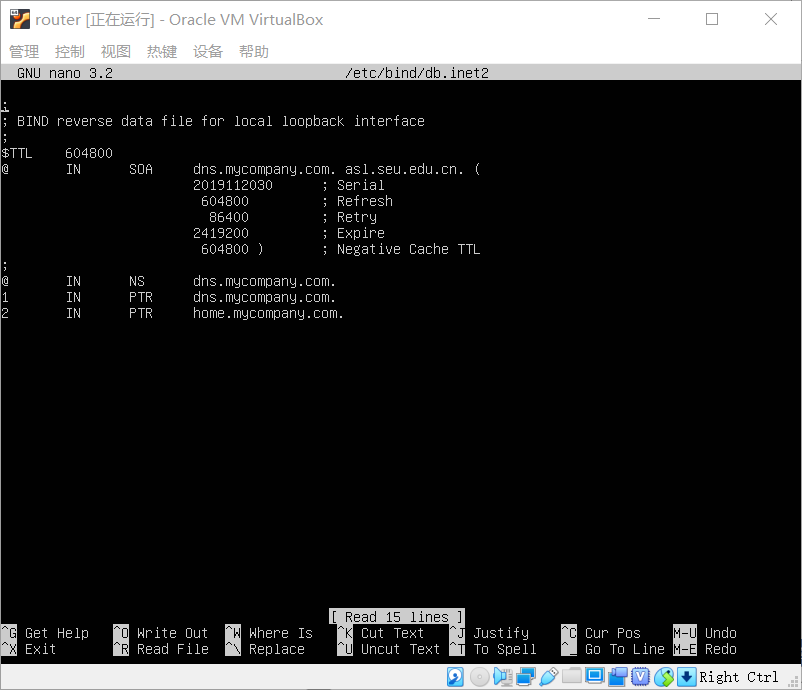 router [正在运行] - Oracle VM VirtualBox
管理 控制 视图 热键 设备 帮助
GNU nano 3.2 /etc/bind/db.inet2
;
; BIND reverse data file for local loopback interface
;
$TTL 604800
@ IN SOA dns.mycompany.com. asl.seu.edu.cn. (
2019112030 ; Serial
604800 ; Refresh
86400 ; Retry
2419200 ; Expire
604800 ) ; Negative Cache TTL
;
@ IN NS dns.mycompany.com.
1 IN PTR dns.mycompany.com.
2 IN PTR home.mycompany.com.
[ Read 15 lines ]
^G Get Help ^O Write Out ^W Where Is ^K Cut Text ^J Justify ^C Cur Pos M-U Undo
^X Exit ^R Read File ^\ Replace ^U Uncut Text ^T To Spell ^_ Go To Line M-E Redo
Right Ctrl